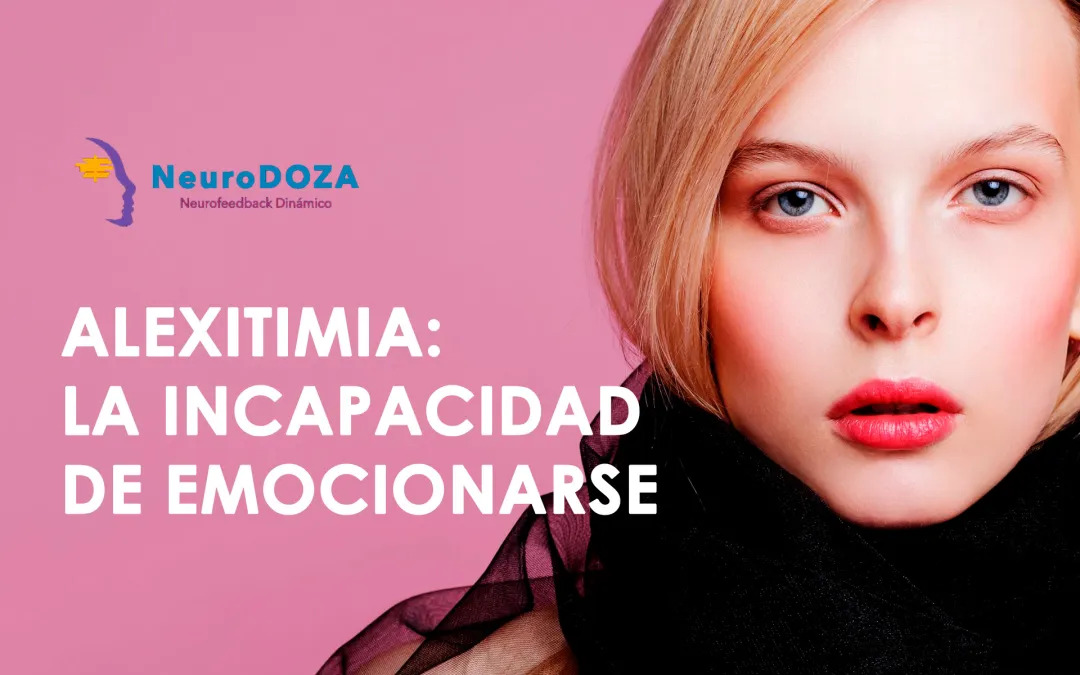 NeuroDOZA
Neurofeedback Dinámico
ALEXITIMIA:
LA INCAPACIDAD
DE EMOCIONARSE